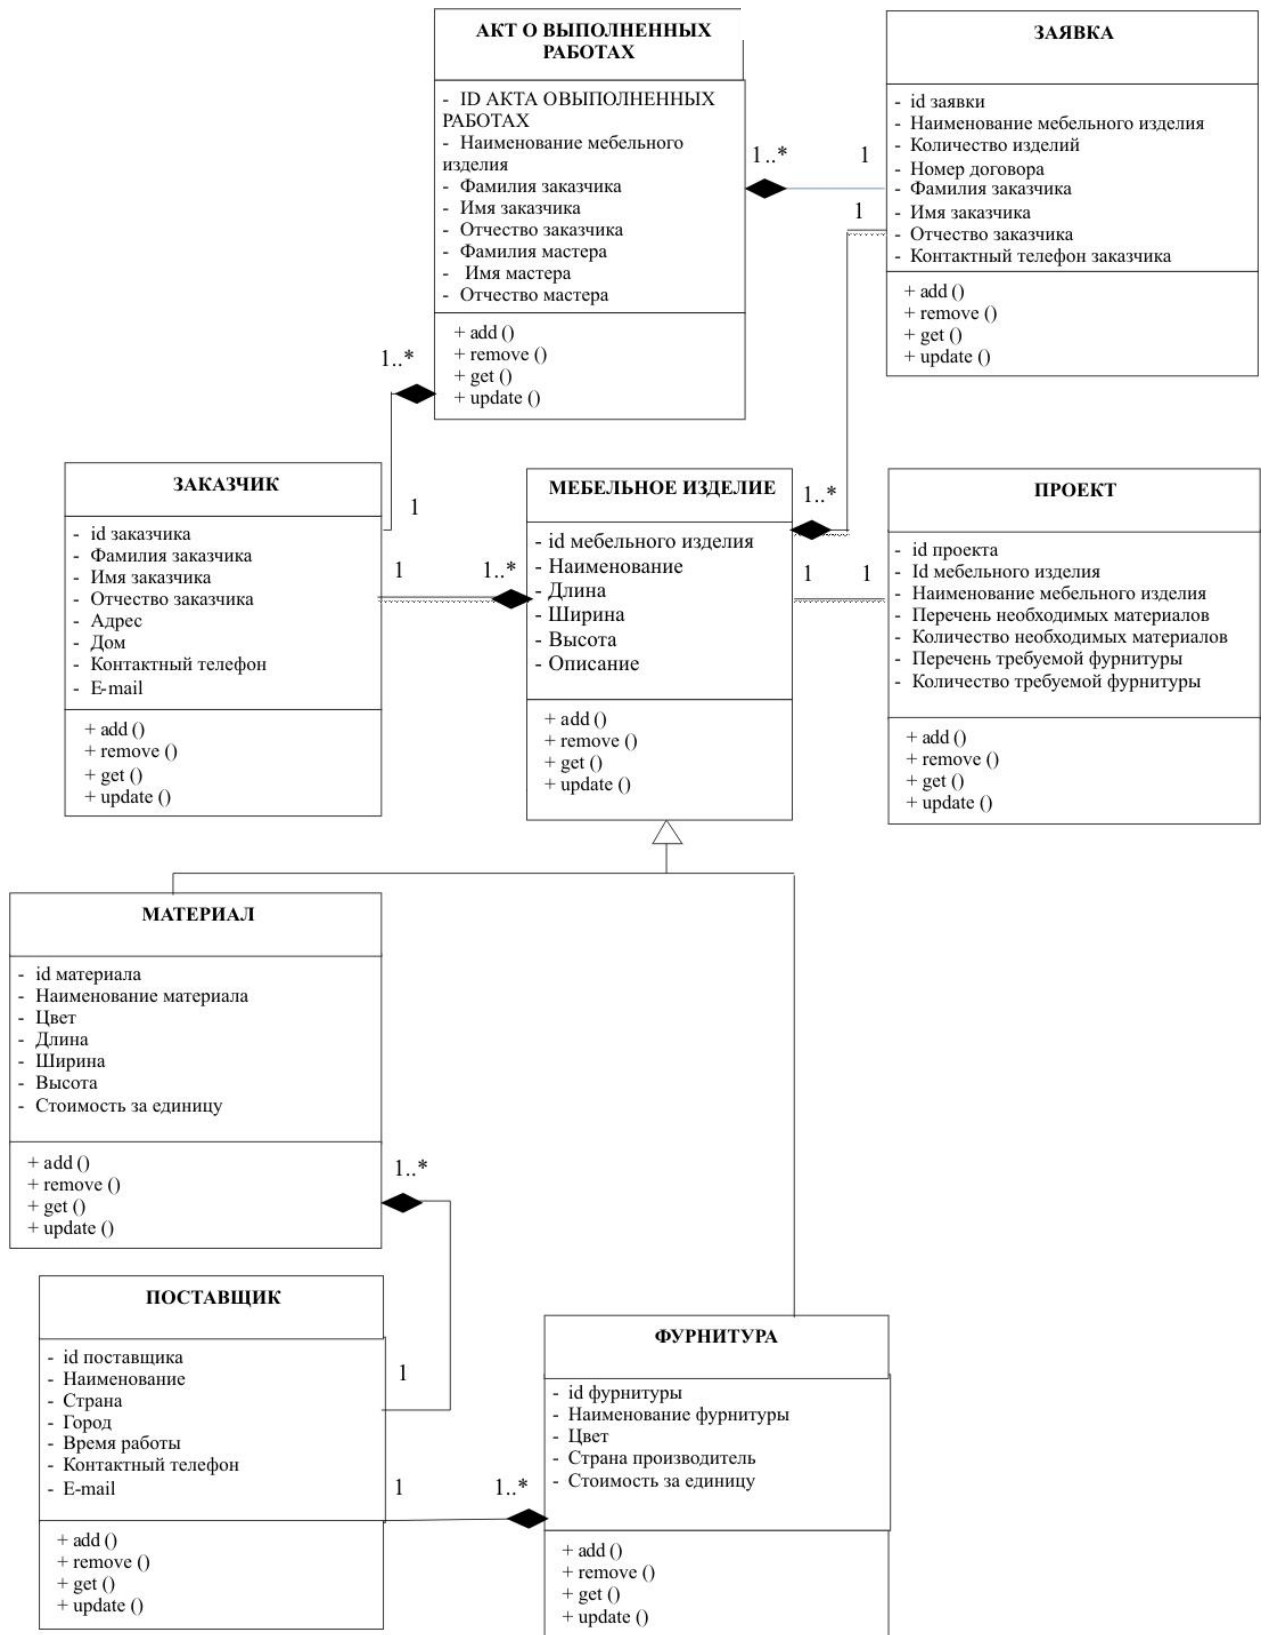 АКТ О ВЫПОЛНЕННЫХ
РАБОТАХ
- ID АКТА ОВЫПОЛНЕННЫХ
РАБОТАХ
- Наименование мебельного
изделия
- Фамилия заказчика
- Имя заказчика
- Отчество заказчика
- Фамилия мастера
- Имя мастера
- Отчество мастера
+ add ()
+ remove ()
+ get ()
+ update ()
1..*
1
ЗАЯВКА
- id заявки
- Наименование мебельного изделия
- Количество изделий
- Номер договора
- Фамилия заказчика
- Имя заказчика
- Отчество заказчика
- Контактный телефон заказчика
+ add ()
+ remove ()
+ get ()
+ update ()
1
1..*
1
ЗАКАЗЧИК
- id заказчика
- Фамилия заказчика
- Имя заказчика
- Отчество заказчика
- Адрес
- Дом
- Контактный телефон
- E-mail
+ add ()
+ remove ()
+ get ()
+ update ()
1
1..*
МЕБЕЛЬНОЕ ИЗДЕЛИЕ
- id мебельного изделия
- Наименование
- Длина
- Ширина
- Высота
- Описание
+ add ()
+ remove ()
+ get ()
+ update ()
1..*
1
1
ПРОЕКТ
- id проекта
- Id мебельного изделия
- Наименование мебельного изделия
- Перечень необходимых материалов
- Количество необходимых материалов
- Перечень требуемой фурнитуры
- Количество требуемой фурнитуры
+ add ()
+ remove ()
+ get ()
+ update ()
МАТЕРИАЛ
- id материала
- Наименование материала
- Цвет
- Длина
- Ширина
- Высота
- Стоимость за единицу
+ add ()
+ remove ()
+ get ()
+ update ()
1..*
1
ПОСТАВЩИК
- id поставщика
- Наименование
- Страна
- Город
- Время работы
- Контактный телефон
- E-mail
+ add ()
+ remove ()
+ get ()
+ update ()
1
1..*
ФУРНИТУРА
- id фурнитуры
- Наименование фурнитуры
- Цвет
- Страна производитель
- Стоимость за единицу
+ add ()
+ remove ()
+ get ()
+ update ()